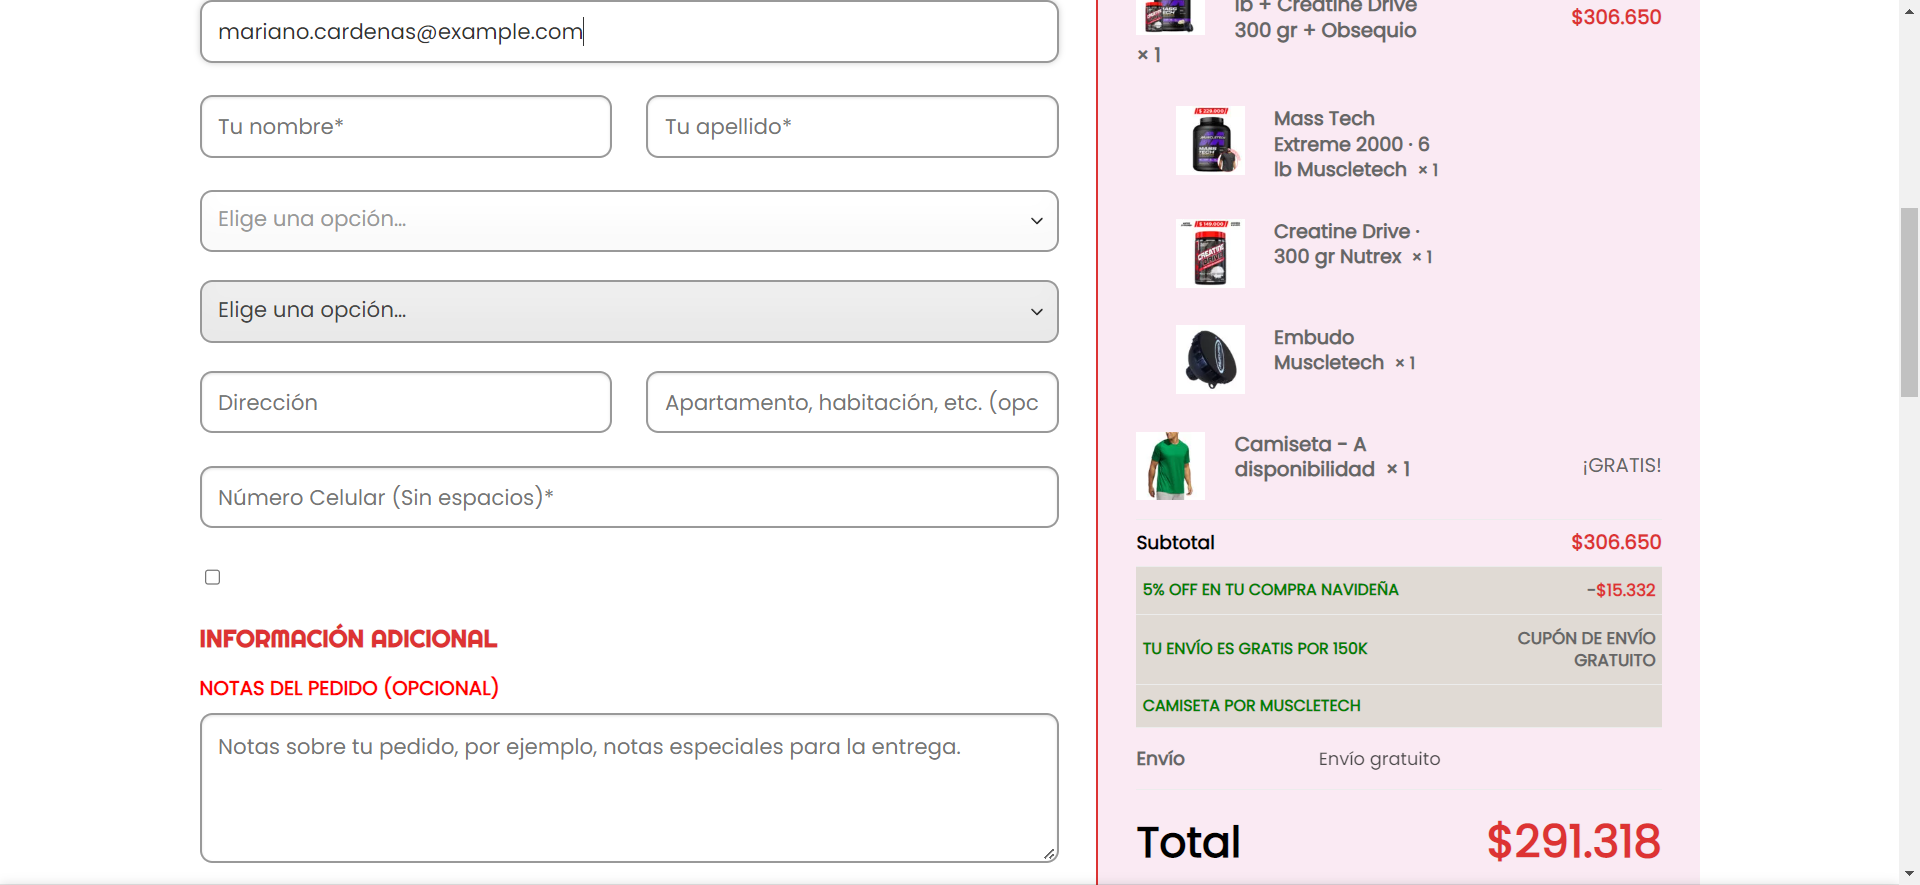 mariano.cardenas@example.com
Tu nombre*
Tu apellido*
Elige una opción...
Elige una opción...
Dirección
Apartamento, habitación, etc. (opc
Número Celular (Sin espacios)*
INFORMACIÓN ADICIONAL
NOTAS DEL PEDIDO (OPCIONAL)
Notas sobre tu pedido, por ejemplo, notas especiales para la entrega.
lb + Creatine Drive
300 gr + Obsequio
× 1
$306.650
Mass Tech
Extreme 2000 · 6
lb Muscletech × 1
Creatine Drive ·
300 gr Nutrex × 1
Embudo
Muscletech × 1
Camiseta - A
disponibilidad × 1
¡GRATIS!
Subtotal
$306.650
5% OFF EN TU COMPRA NAVIDEÑA
-$15.332
TU ENVÍO ES GRATIS POR 150K
CUPÓN DE ENVÍO
GRATUITO
CAMISETA POR MUSCLETECH
Envío
Envío gratuito
Total
$291.318